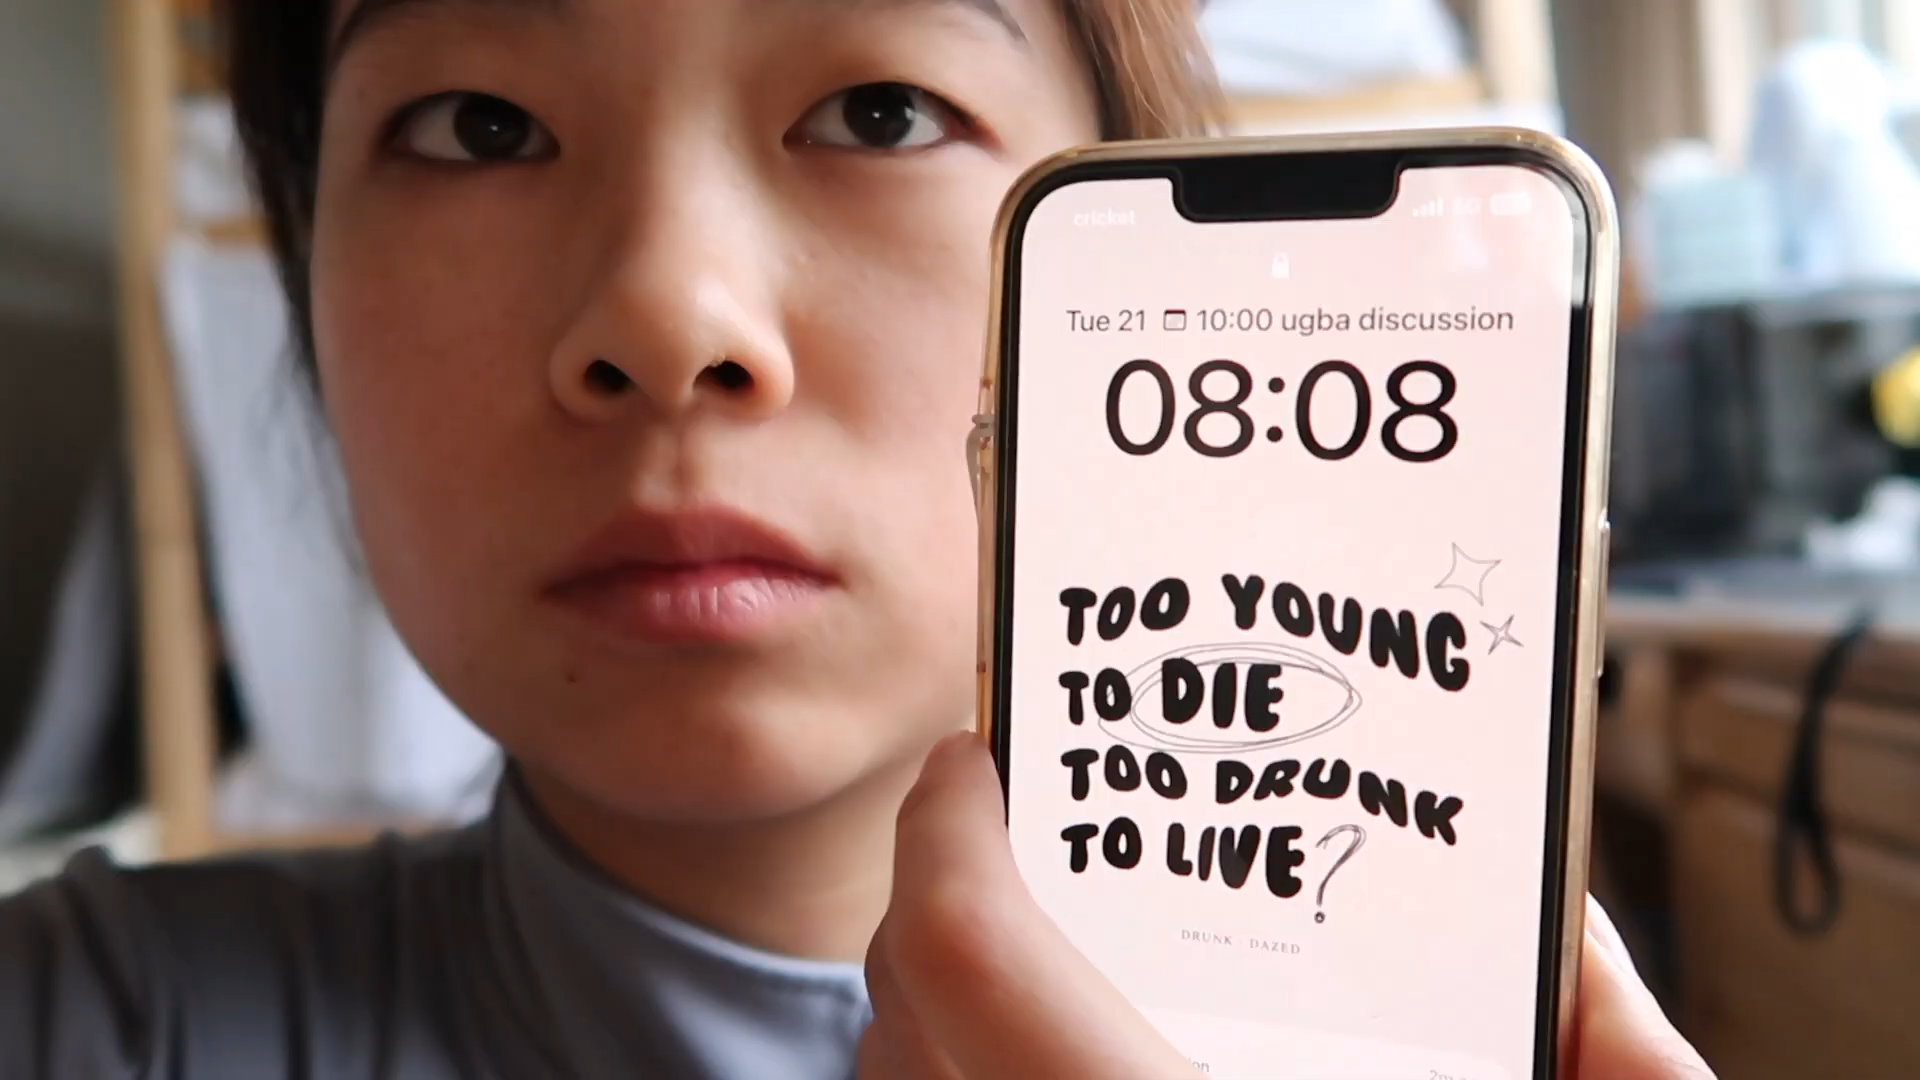 cricket
Tue 21 10:00 ugba discussion
08:08
TOO YOUNG
TO DIE
TOO DRUNK
TO LIVE?
DRUNK DAZED